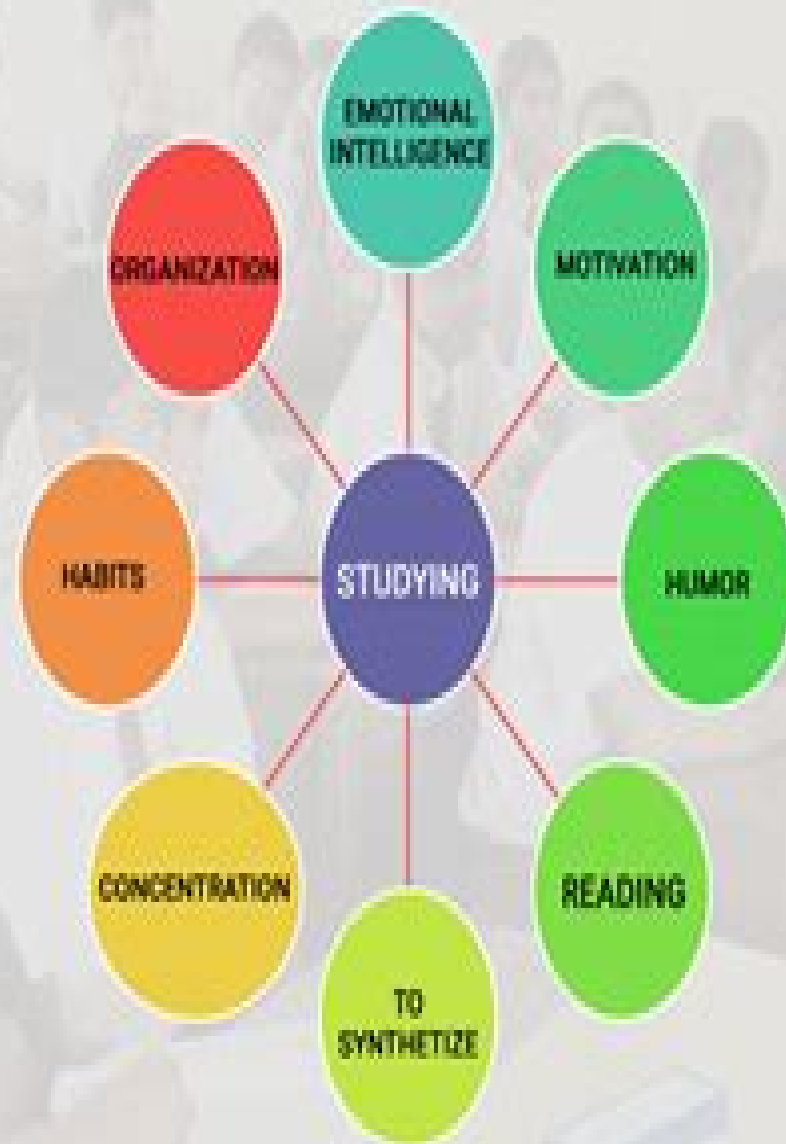 EMOTIONAL
INTELLIGENCE
ORGANIZATION
MOTIVATION
HABITS
STUDYING
HUMOR
CONCENTRATION
READING
TO
SYNTHETIZE